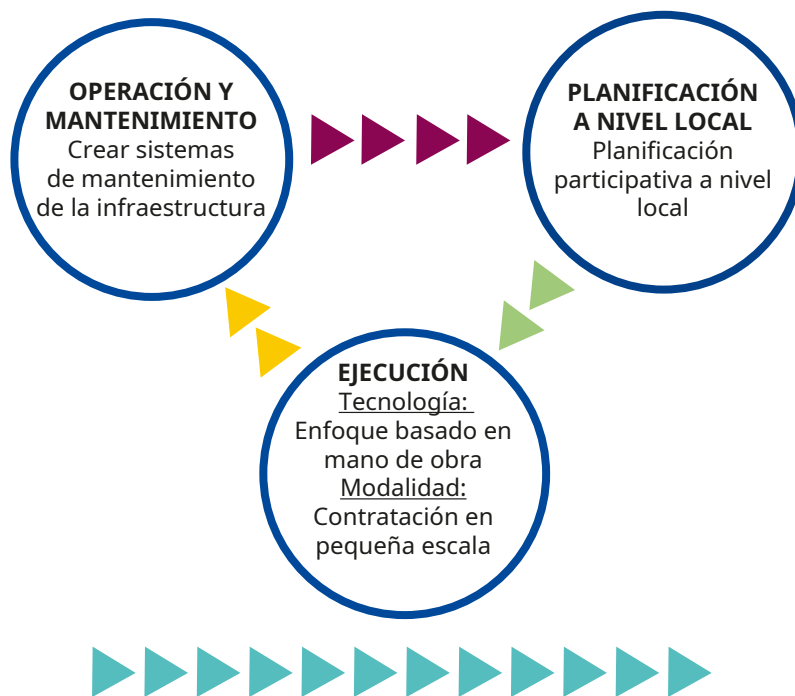 OPERACIÓN Y
MANTENIMIENTO
Crear sistemas
de mantenimiento
de la infraestructura
PLANIFICACIÓN
A NIVEL LOCAL
Planificación
participativa a nivel
local
EJECUCIÓN
Tecnología:
Enfoque basado en
mano de obra
Modalidad:
Contratación en
pequeña escala